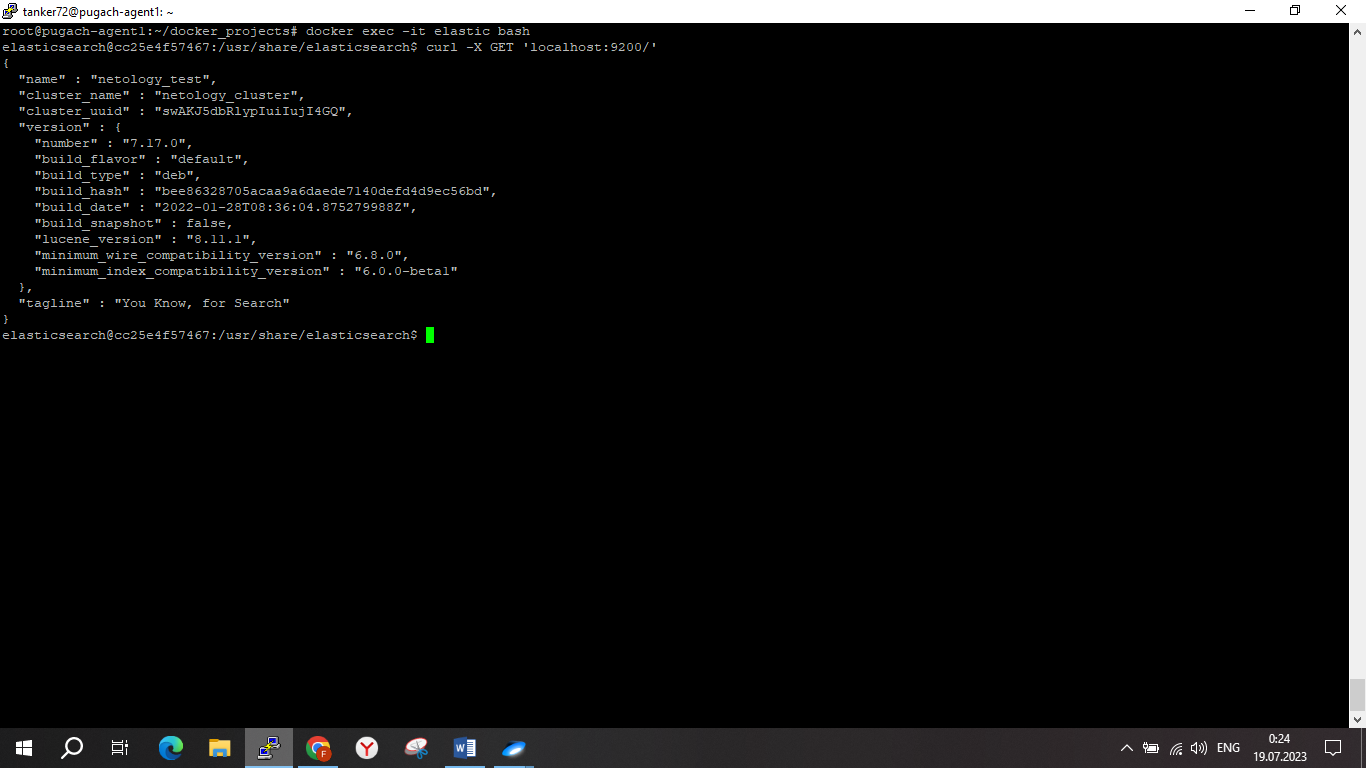 tanker72@pugach-agent1: ~
root@pugach-agent1:~/docker_projects# docker exec -it elastic bash
elasticsearch@cc25e4f57467:/usr/share/elasticsearch$ curl -X GET 'localhost:9200/'
{
  "name" : "netology_test",
  "cluster_name" : "netology_cluster",
  "cluster_uuid" : "swAKJ5dbRlypIuiIujI4GQ",
  "version" : {
    "number" : "7.17.0",
    "build_flavor" : "default",
    "build_type" : "deb",
    "build_hash" : "bee86328705acaa9a6daede7140defd4d9ec56bd",
    "build_date" : "2022-01-28T08:36:04.875279988Z",
    "build_snapshot" : false,
    "lucene_version" : "8.11.1",
    "minimum_wire_compatibility_version" : "6.8.0",
    "minimum_index_compatibility_version" : "6.0.0-beta1"
  },
  "tagline" : "You Know, for Search"
}
elasticsearch@cc25e4f57467:/usr/share/elasticsearch$
ENG
0:24
19.07.2023